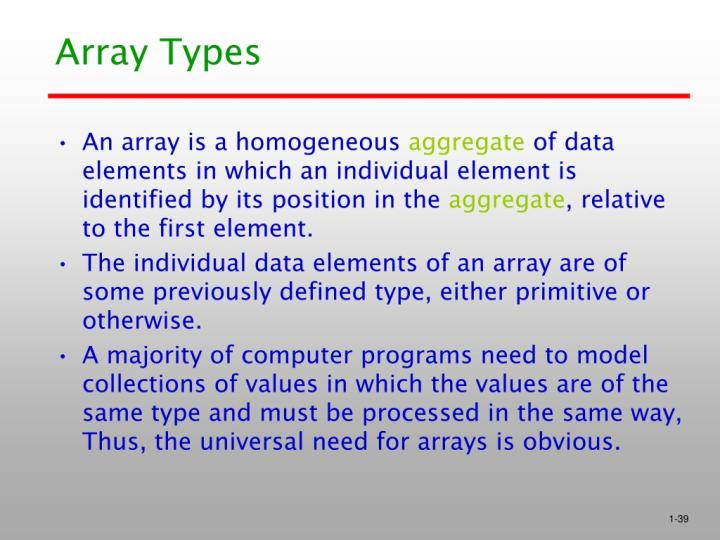 Array Types
• An array is a homogeneous aggregate of data
elements in which an individual element is
identified by its position in the aggregate, relative
to the first element.
• The individual data elements of an array are of
some previously defined type, either primitive or
otherwise.
• A majority of computer programs need to model
collections of values in which the values are of the
same type and must be processed in the same way,
Thus, the universal need for arrays is obvious.
1-39